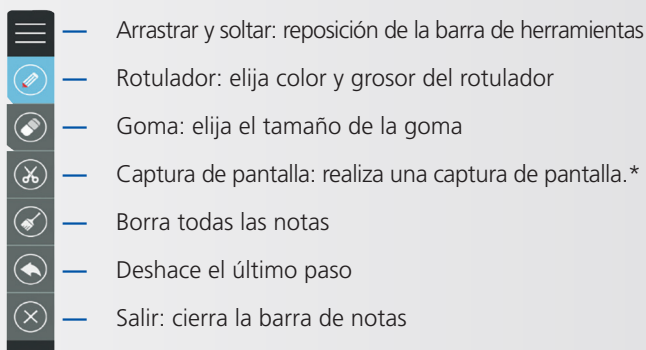 Arrastrar y soltar: reposición de la barra de herramientas
Rotulador: elija color y grosor del rotulador
Goma: elija el tamaño de la goma
Captura de pantalla: realiza una captura de pantalla.*
Borra todas las notas
Deshace el último paso
Salir: cierra la barra de notas